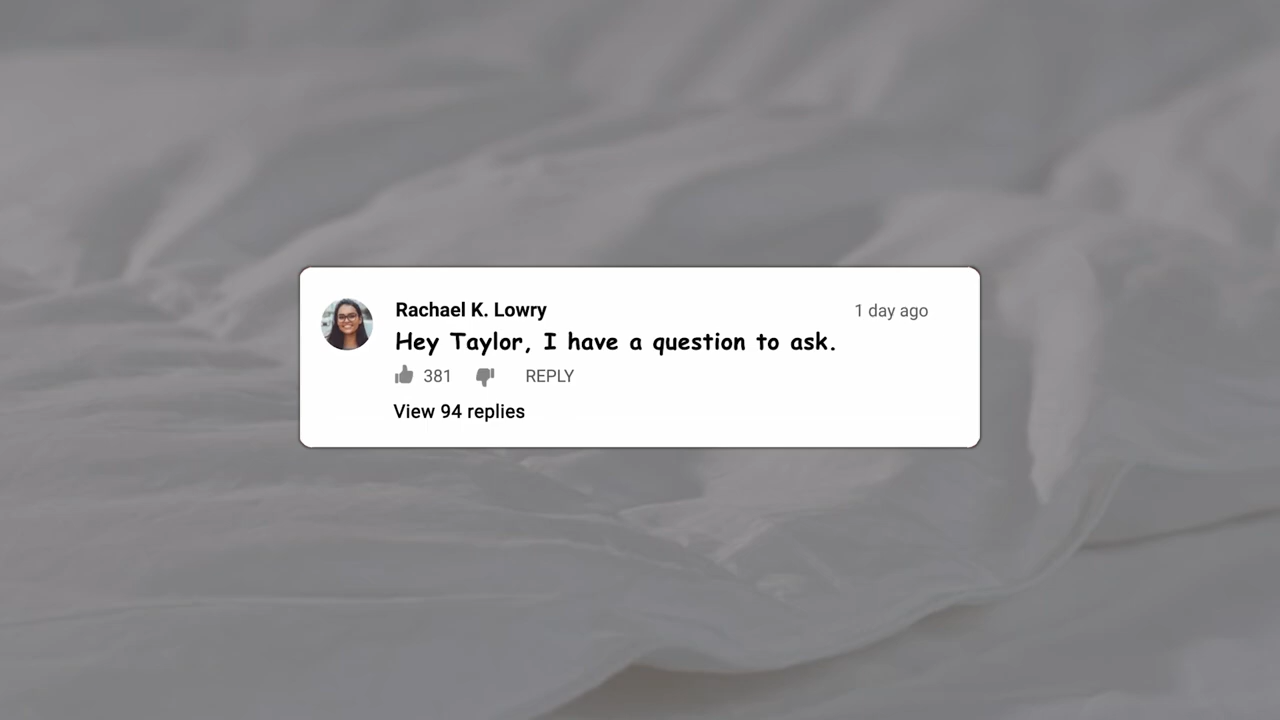 Rachael K. Lowry 1 day ago
Hey Taylor, I have a question to ask.
381 REPLY
View 94 replies